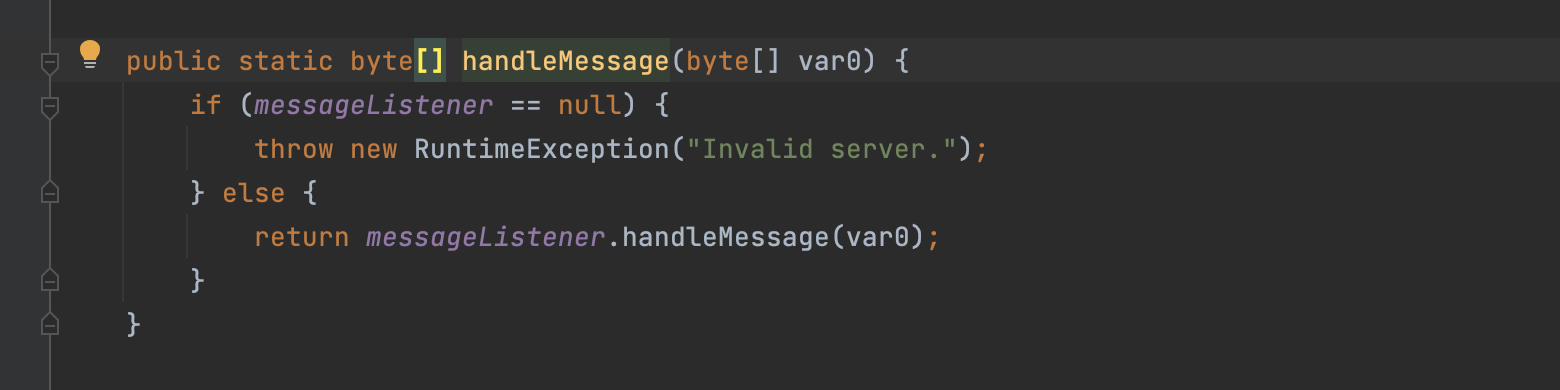 public static byte[] handleMessage(byte[] var0) {
    if (messageListener == null) {
        throw new RuntimeException("Invalid server.");
    } else {
        return messageListener.handleMessage(var0);
    }
}